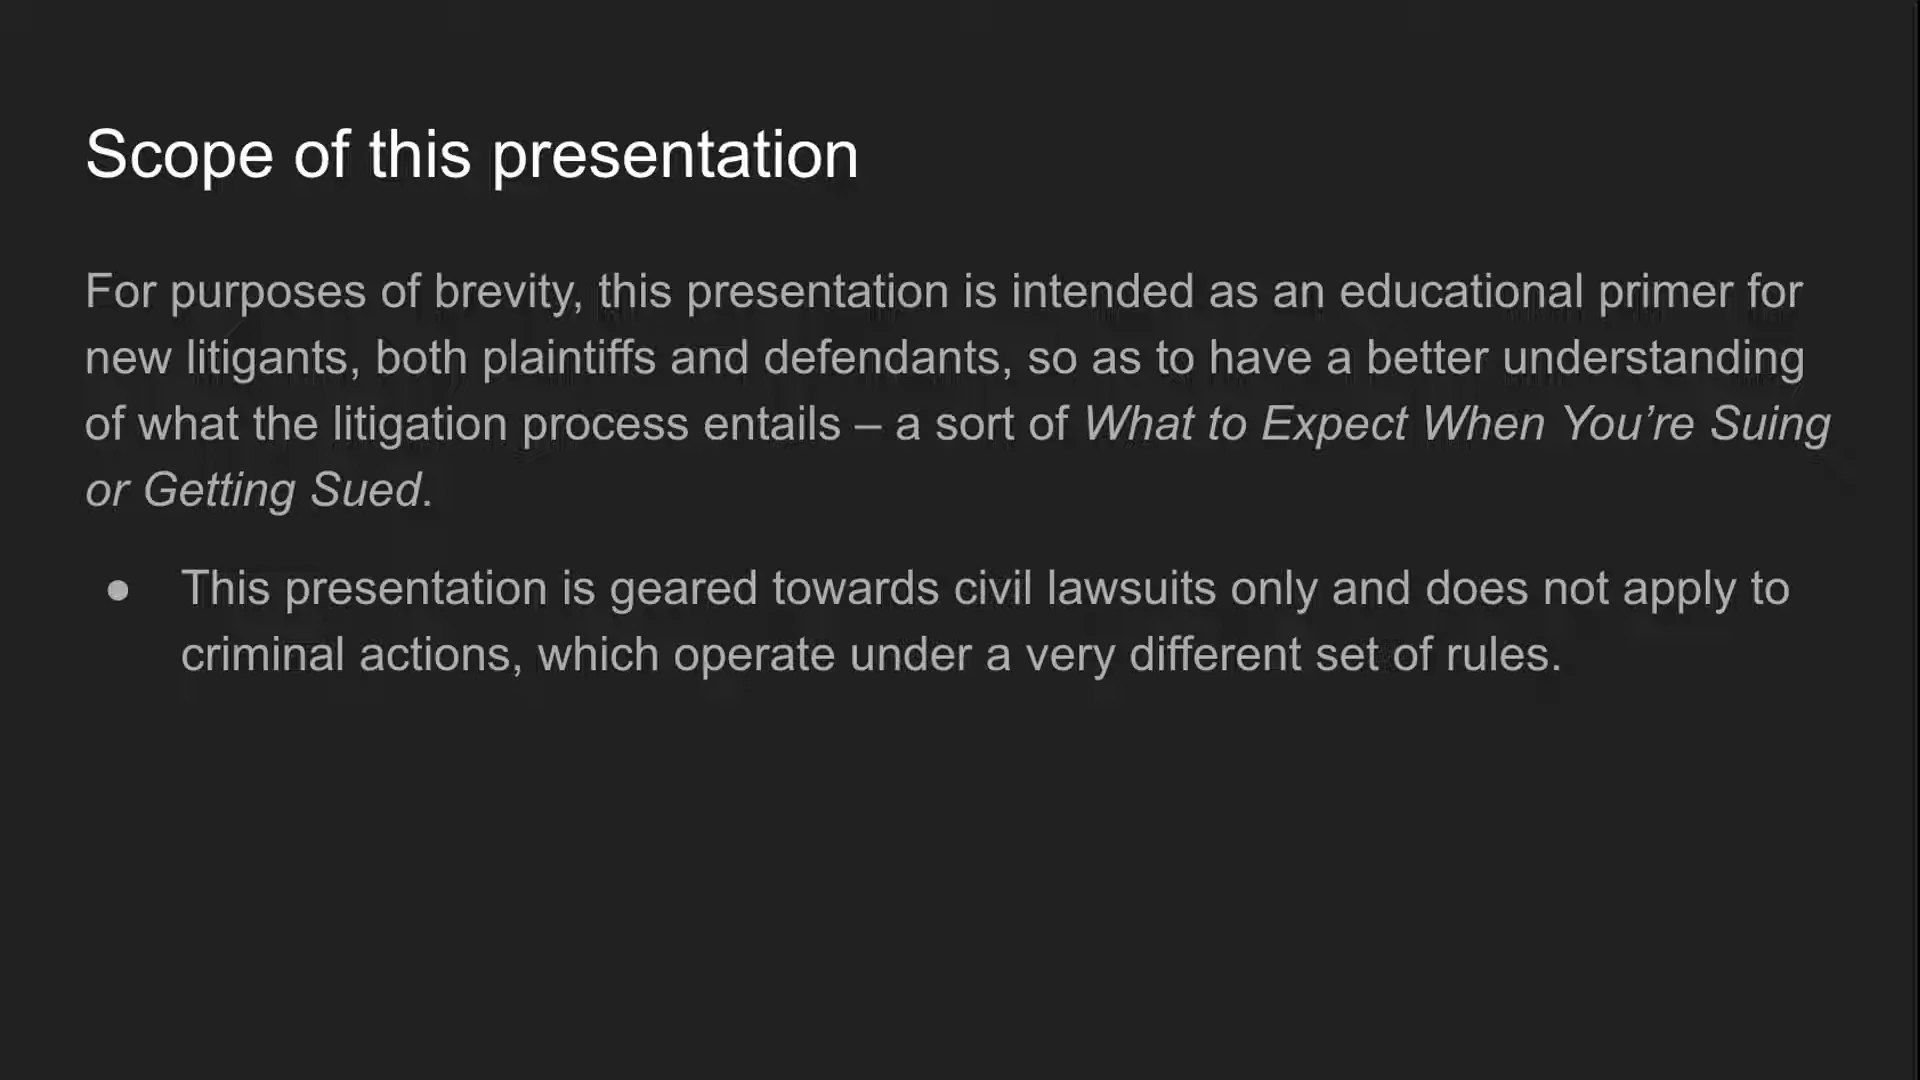 Scope of this presentation
For purposes of brevity, this presentation is intended as an educational primer for
new litigants, both plaintiffs and defendants, so as to have a better understanding
of what the litigation process entails – a sort of What to Expect When You’re Suing
or Getting Sued.
● This presentation is geared towards civil lawsuits only and does not apply to
criminal actions, which operate under a very different set of rules.